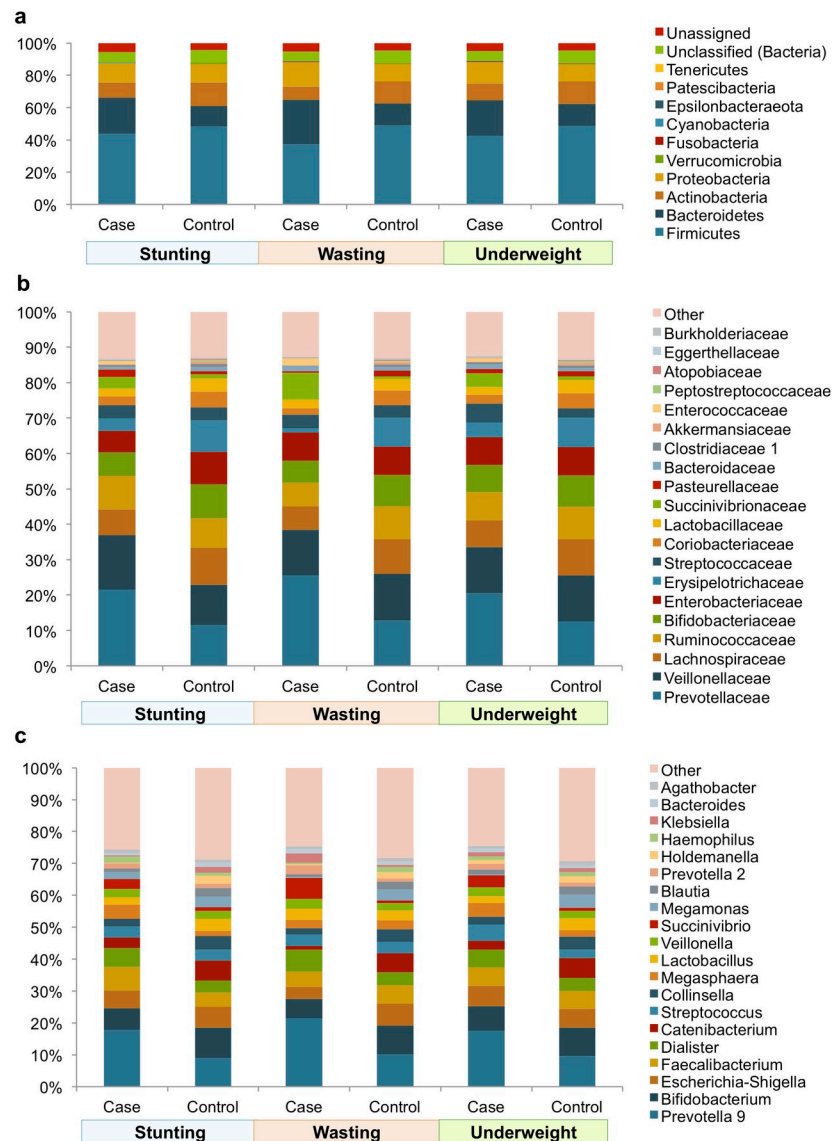 a
100%
80%
60%
40%
20%
0%
Case Control Case Control Case Control
Stunting Wasting Underweight
Unassigned
Unclassified (Bacteria)
Tenericutes
Patescibacteria
Epsilonbacteraeota
Cyanobacteria
Fusobacteria
Verrucomicrobia
Proteobacteria
Actinobacteria
Bacteroidetes
Firmicutes
b
100%
90%
80%
70%
60%
50%
40%
30%
20%
10%
0%
Case Control Case Control Case Control
Stunting Wasting Underweight
Other
Burkholderiaceae
Eggerthellaceae
Atopobiaceae
Peptostreptococcaceae
Enterococcaceae
Akkermansiaceae
Clostridiaceae 1
Bacteroidaceae
Pasteurellaceae
Succinivibrionaceae
Lactobacillaceae
Coriobacteriaceae
Streptococcaceae
Erysipelotrichaceae
Enterobacteriaceae
Bifidobacteriaceae
Ruminococcaceae
Lachnospiraceae
Veillonellaceae
Prevotellaceae
c
100%
90%
80%
70%
60%
50%
40%
30%
20%
10%
0%
Case Control Case Control Case Control
Stunting Wasting Underweight
Other
Agathobacter
Bacteroides
Klebsiella
Haemophilus
Holdemanella
Prevotella 2
Blautia
Megamonas
Succinivibrio
Veillonella
Lactobacillus
Megasphaera
Collinsella
Streptococcus
Catenibacterium
Dialister
Faecalibacterium
Escherichia-Shigella
Bifidobacterium
Prevotella 9